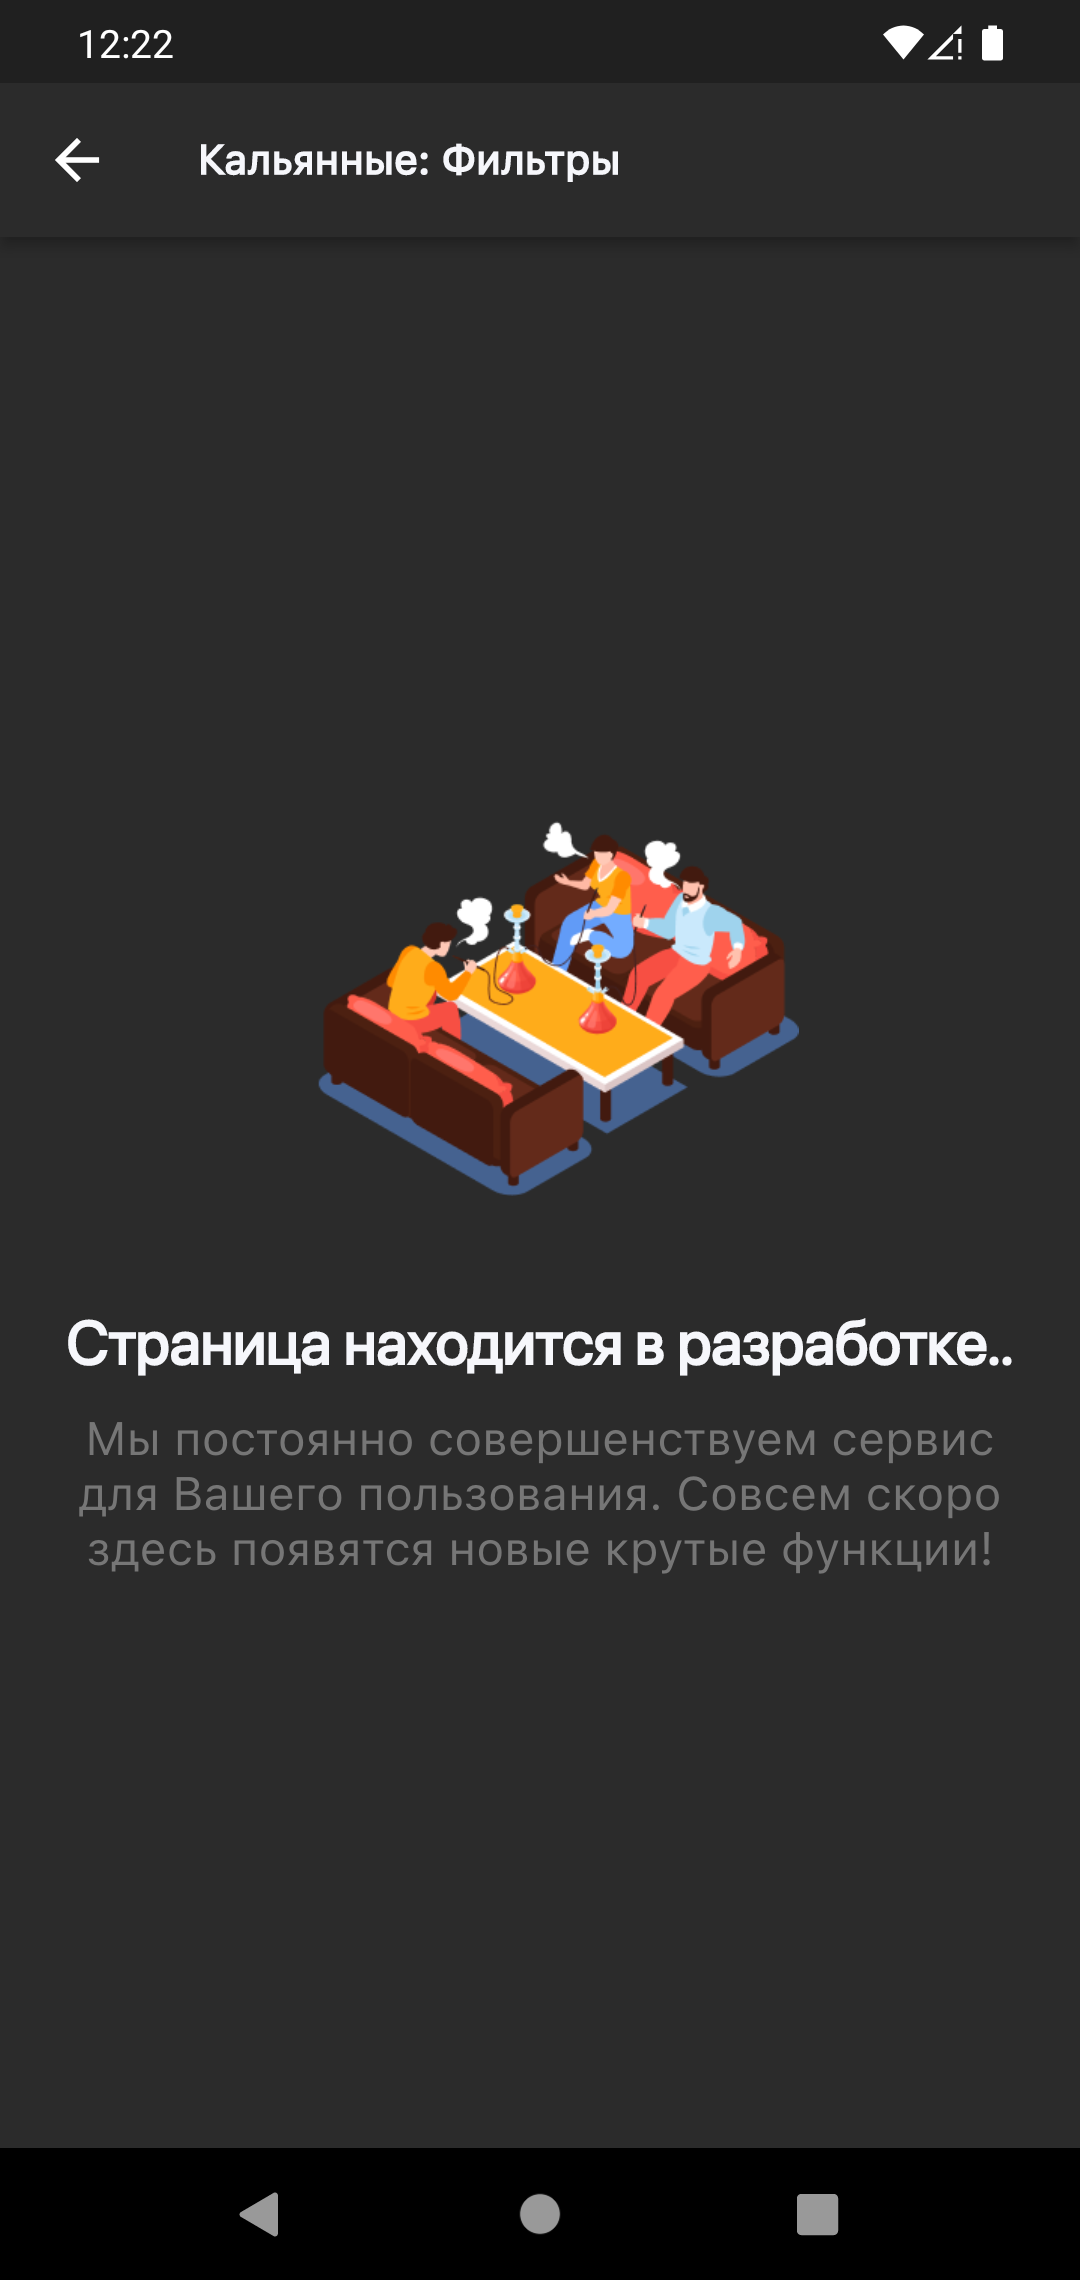 12:22
Кальянные: Фильтры
Страница находится в разработке..
Мы постоянно совершенствуем сервис
для Вашего пользования. Совсем скоро
здесь появятся новые крутые функции!